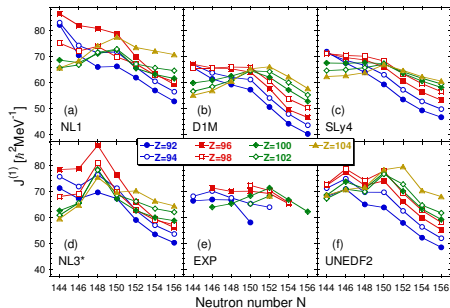 80
70
60
50
40
(a)
NL1
(b)
D1M
(c)
SLy4
Z=92
Z=94
Z=96
Z=98
Z=100
Z=102
Z=104
J(1) [ħ2MeV-1]
80
70
60
50
40
(d)
NL3*
(e)
EXP
(f)
UNEDF2
144 146 148 150 152 154 156 144 146 148 150 152 154 156 144 146 148 150 152 154 156
Neutron number N